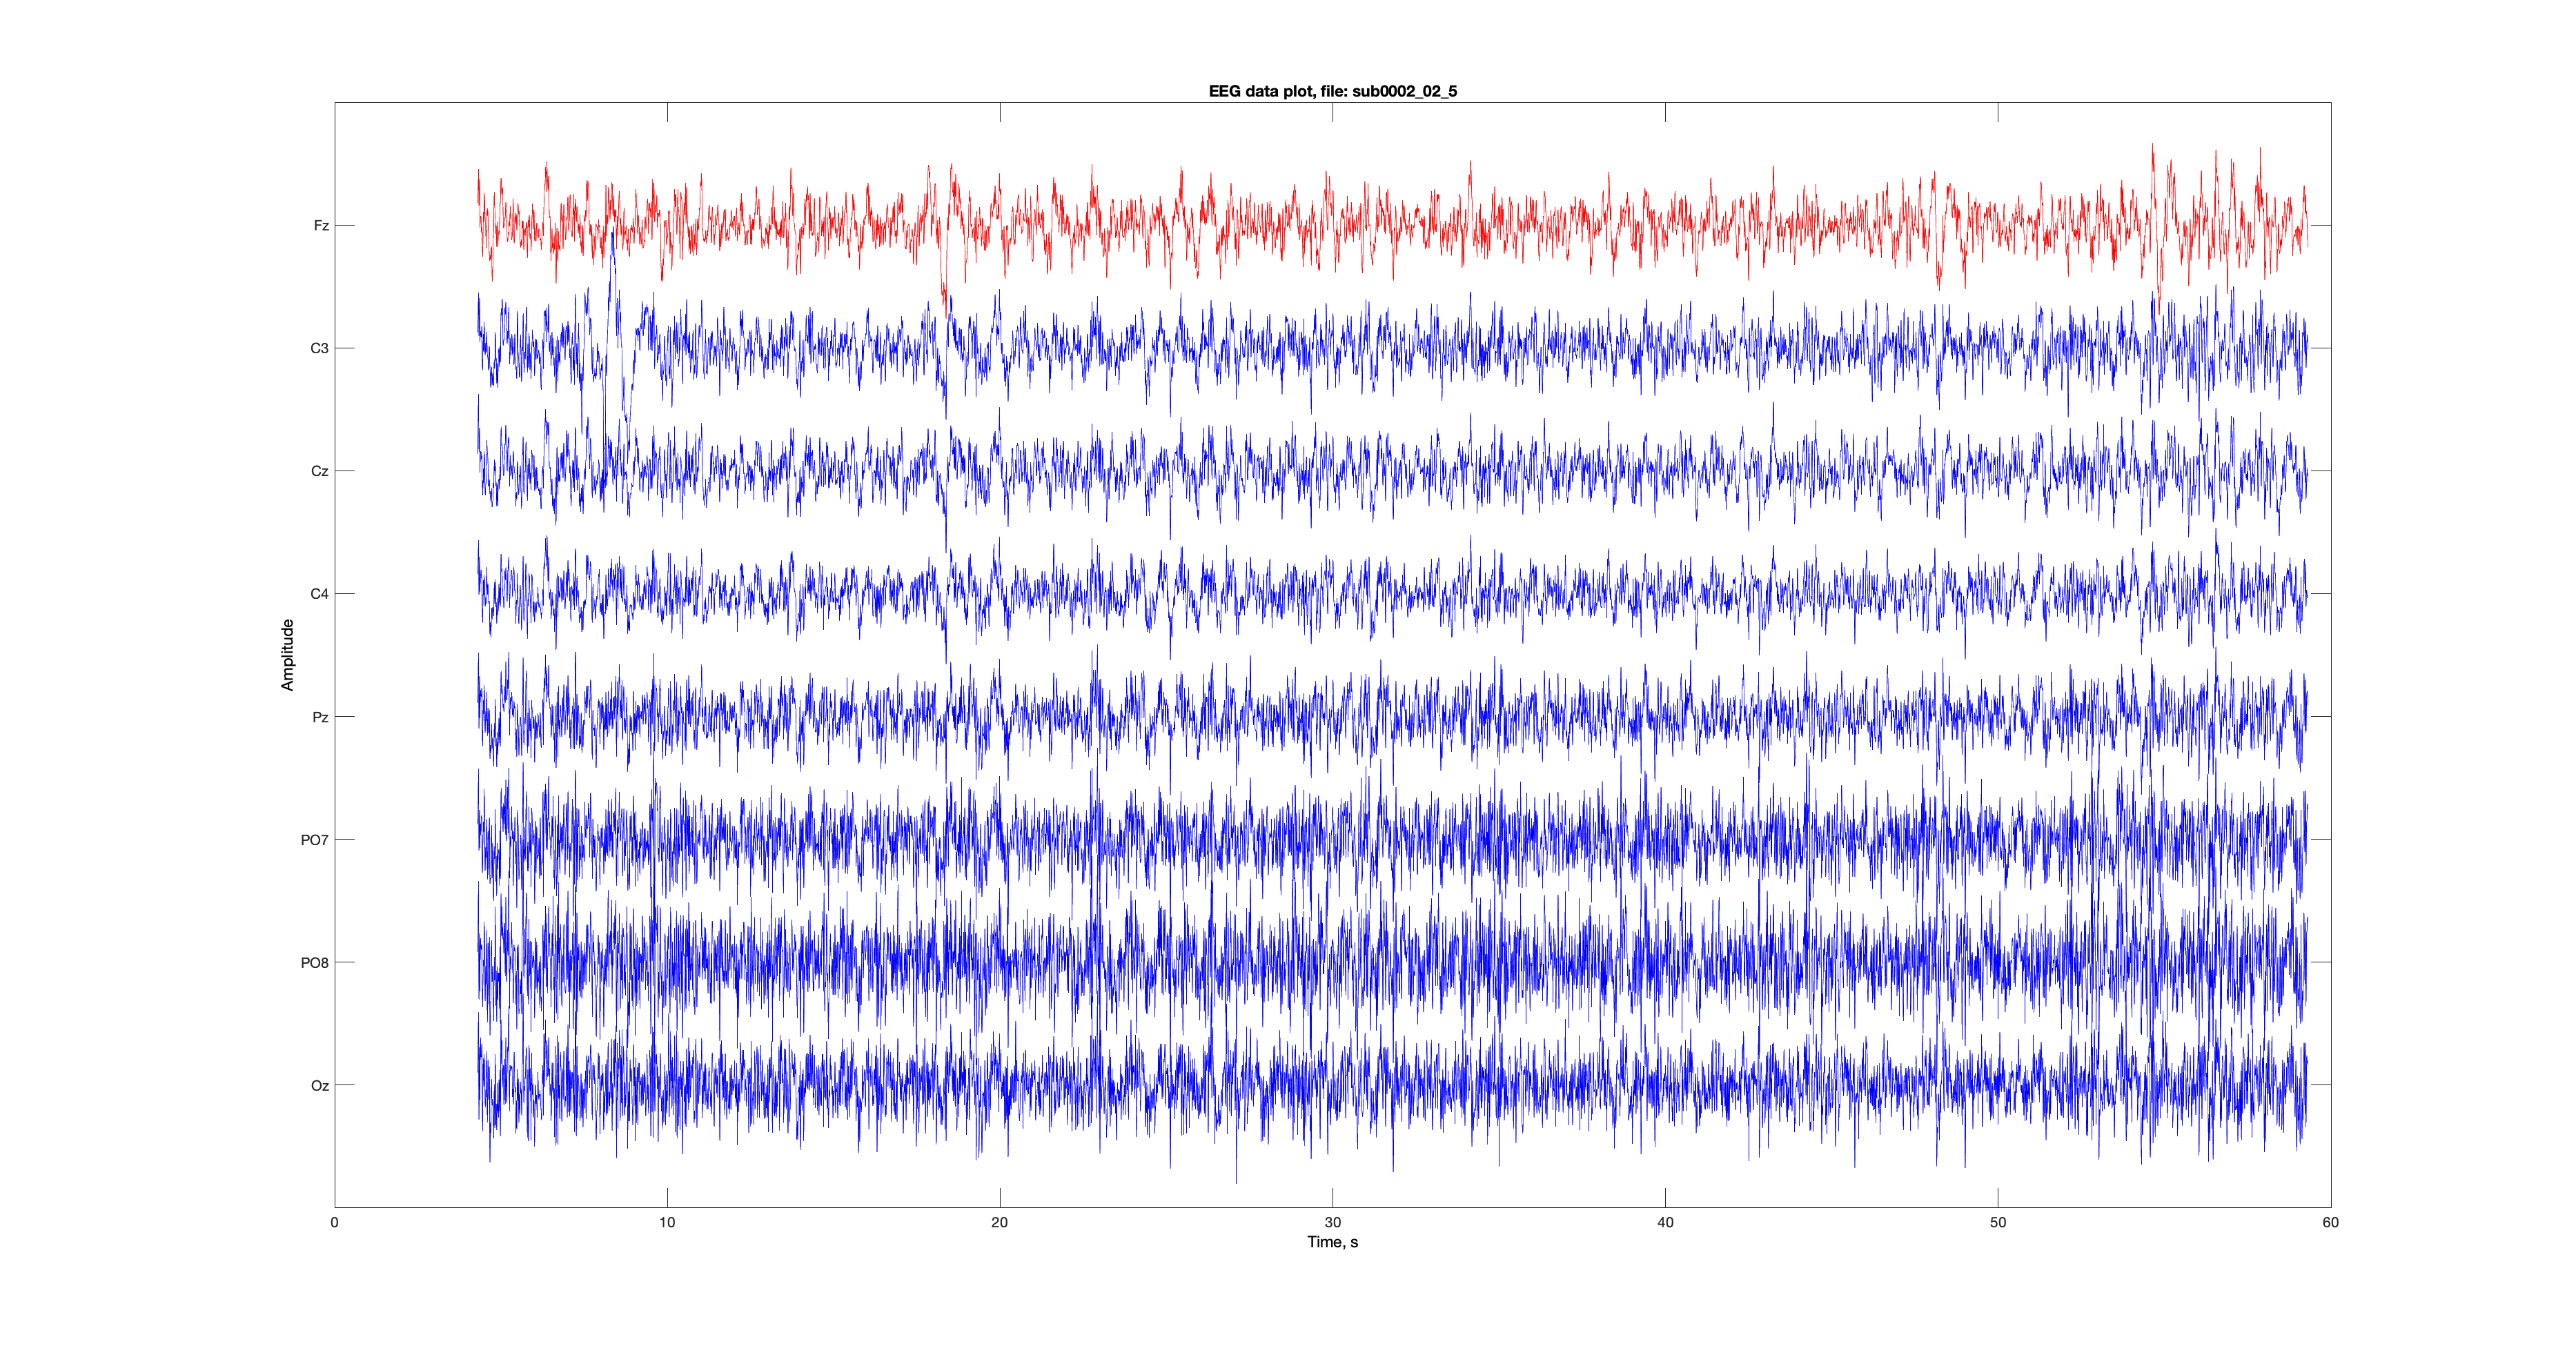 EEG data plot, file: sub0002_02_5
Fz
C3
Cz
C4
Pz
PO7
PO8
Oz
Amplitude
0 10 20 30 40 50 60
Time, s